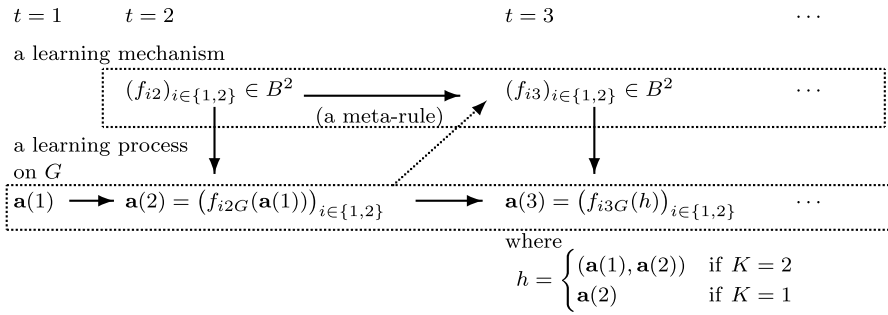 t = 1 t = 2 t = 3 ⋯
a learning mechanism
(f_{i2})_{i∈{1,2}} ∈ B² (f_{i3})_{i∈{1,2}} ∈ B² ⋯
(a meta-rule)
a learning process
on G
a(1) a(2) = (f_{i2G}(a(1)))_{i∈{1,2}} a(3) = (f_{i3G}(h))_{i∈{1,2}} ⋯
where
h = { (a(1), a(2)) if K = 2
a(2) if K = 1